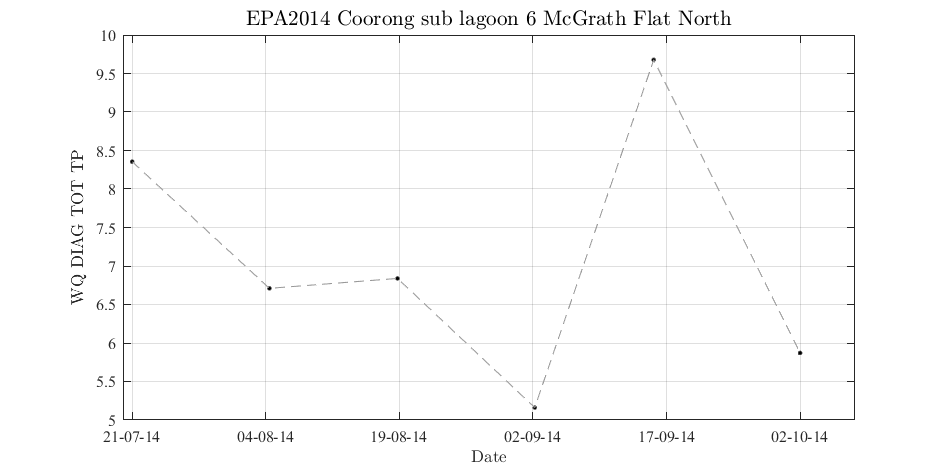 EPA2014 Coorong sub lagoon 6 McGrath Flat North
10
9.5
9
8.5
8
7.5
7
6.5
6
5.5
5
WQ DIAG TOT TP
21-07-14 04-08-14 19-08-14 02-09-14 17-09-14 02-10-14
Date